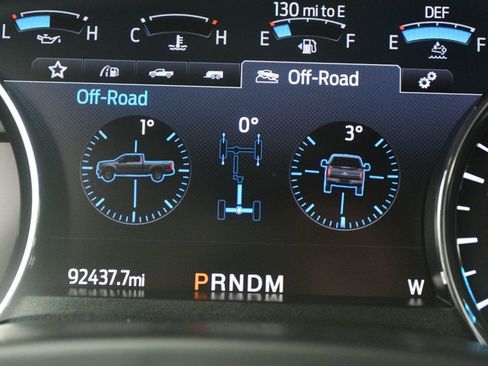 130 mi to E DEF
L H C H E F E F
Off-Road
Off-Road
1° 0° 3°
92437.7mi PRNDM W